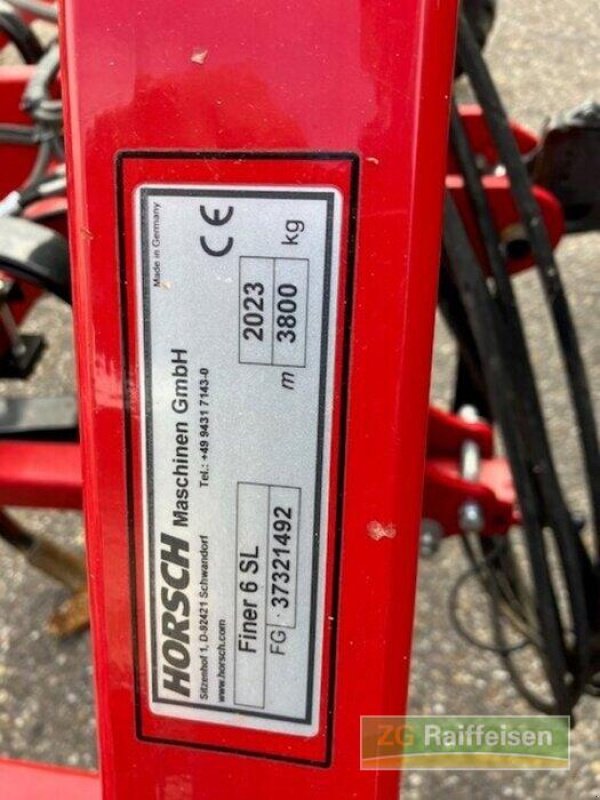 HORSCH Maschinen GmbH
Made in Germany
Sitzenhof 1, D-92421 Schwandorf Tel.: +49 9431 7143-0
www.horsch.com
CE
Finer 6 SL 2023
FG · 37321492 m 3800 kg
ZG Raiffeisen